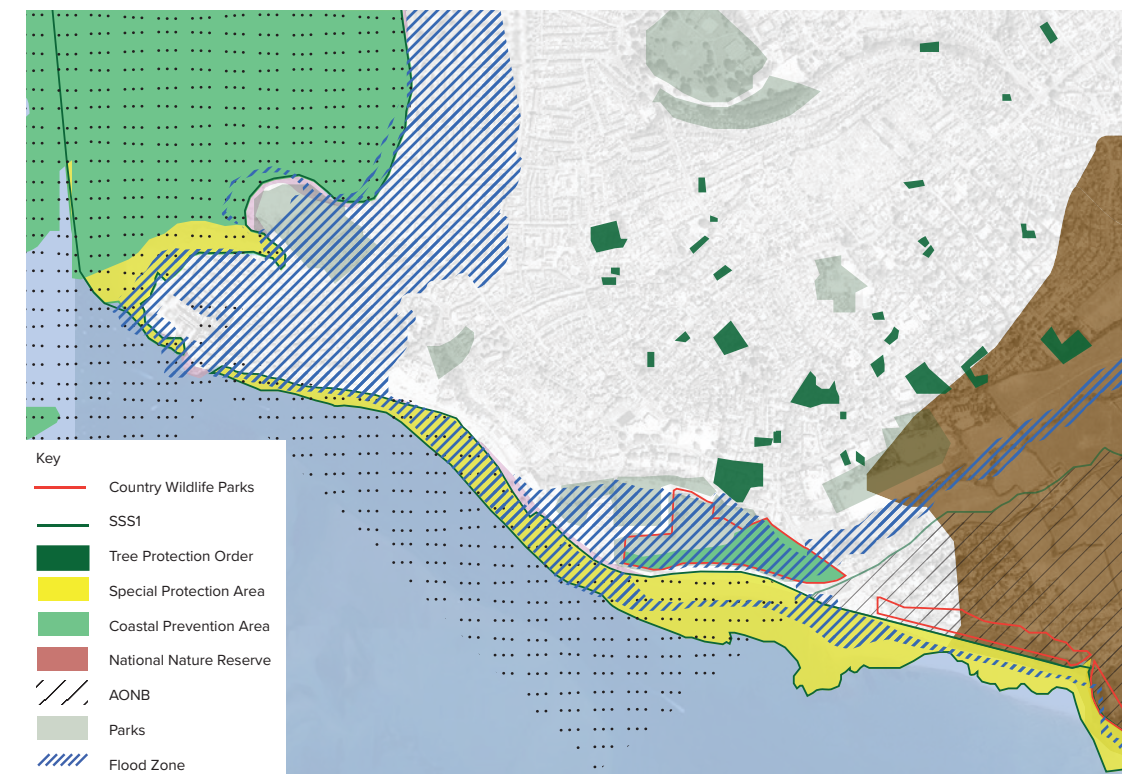 Key
Country Wildlife Parks
SSS1
Tree Protection Order
Special Protection Area
Coastal Prevention Area
National Nature Reserve
AONB
Parks
Flood Zone